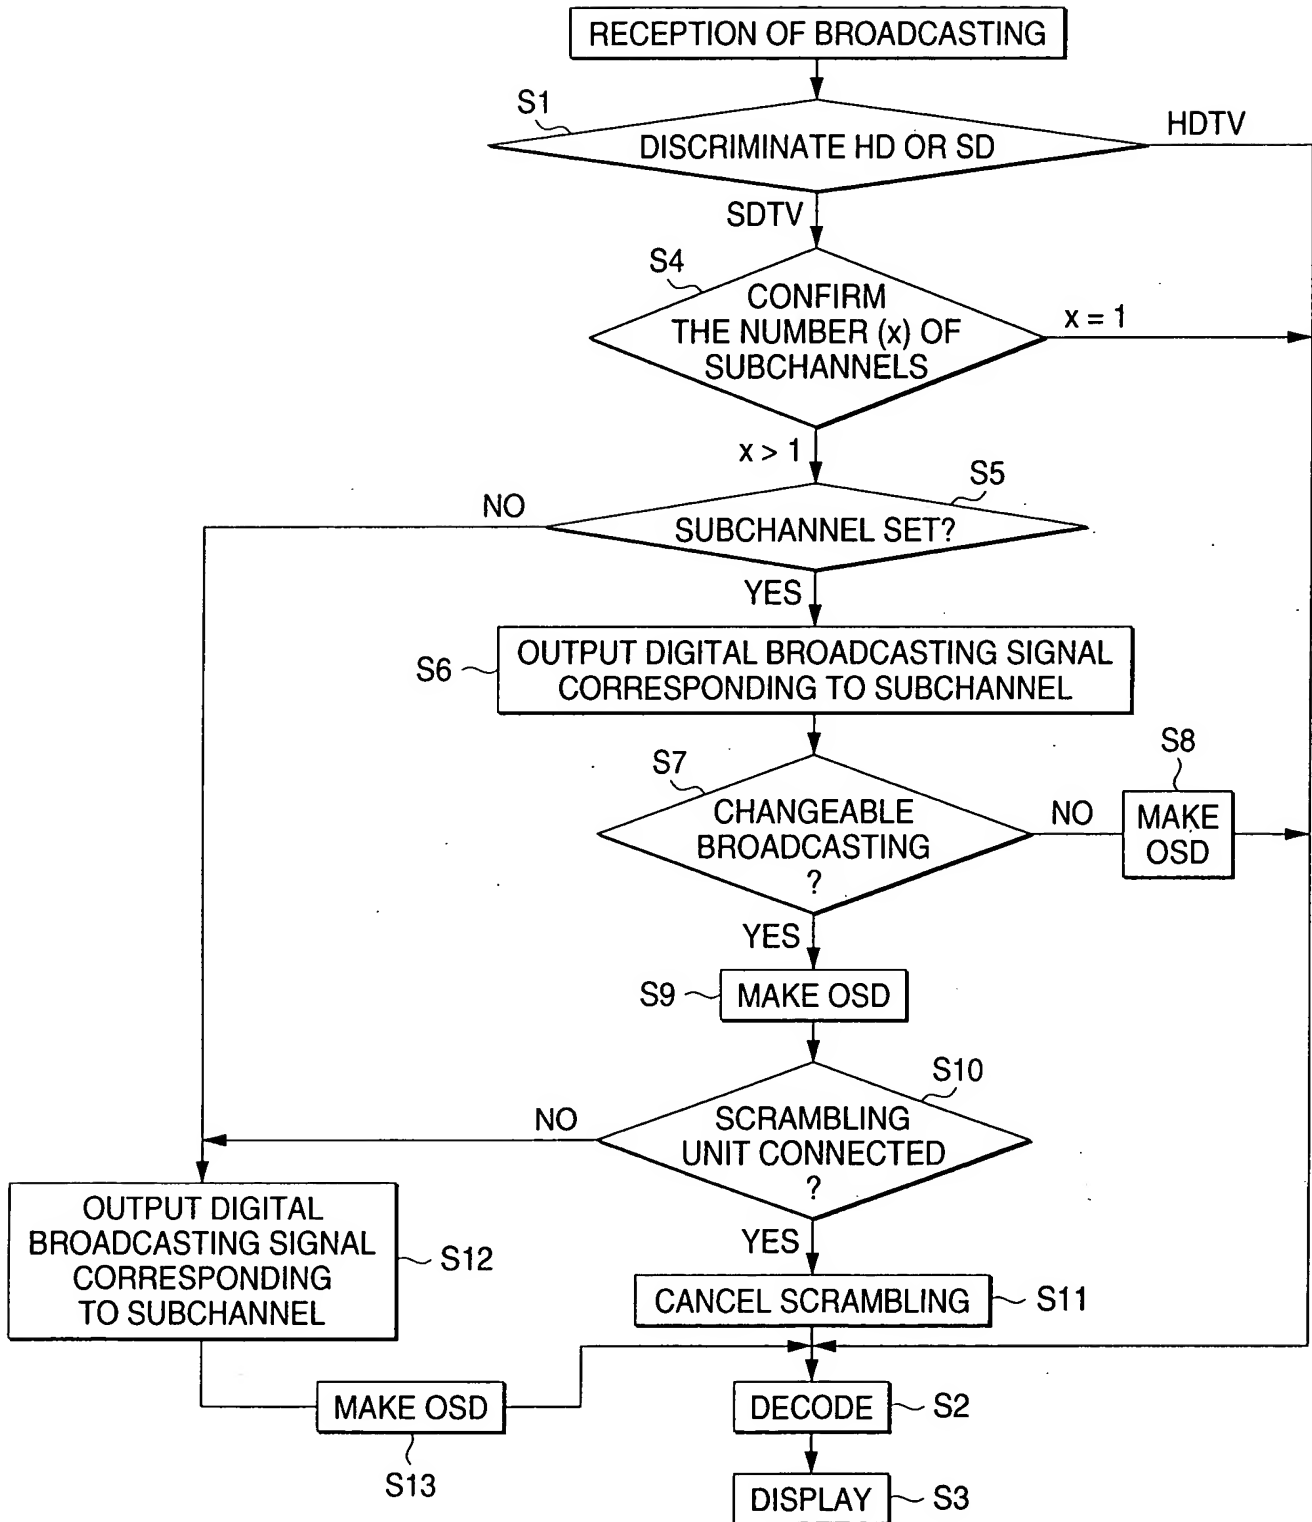 RECEPTION OF BROADCASTING
S1
DISCRIMINATE HD OR SD
HDTV
SDTV
S4
CONFIRM
THE NUMBER (x) OF
SUBCHANNELS
x = 1
x > 1
S5
NO
SUBCHANNEL SET?
YES
S6
OUTPUT DIGITAL BROADCASTING SIGNAL
CORRESPONDING TO SUBCHANNEL
S7
CHANGEABLE
BROADCASTING
?
NO
S8
MAKE
OSD
YES
S9
MAKE OSD
S10
NO
SCRAMBLING
UNIT CONNECTED
?
YES
OUTPUT DIGITAL
BROADCASTING SIGNAL
CORRESPONDING
TO SUBCHANNEL
S12
CANCEL SCRAMBLING
S11
MAKE OSD
S13
DECODE
S2
DISPLAY
S3